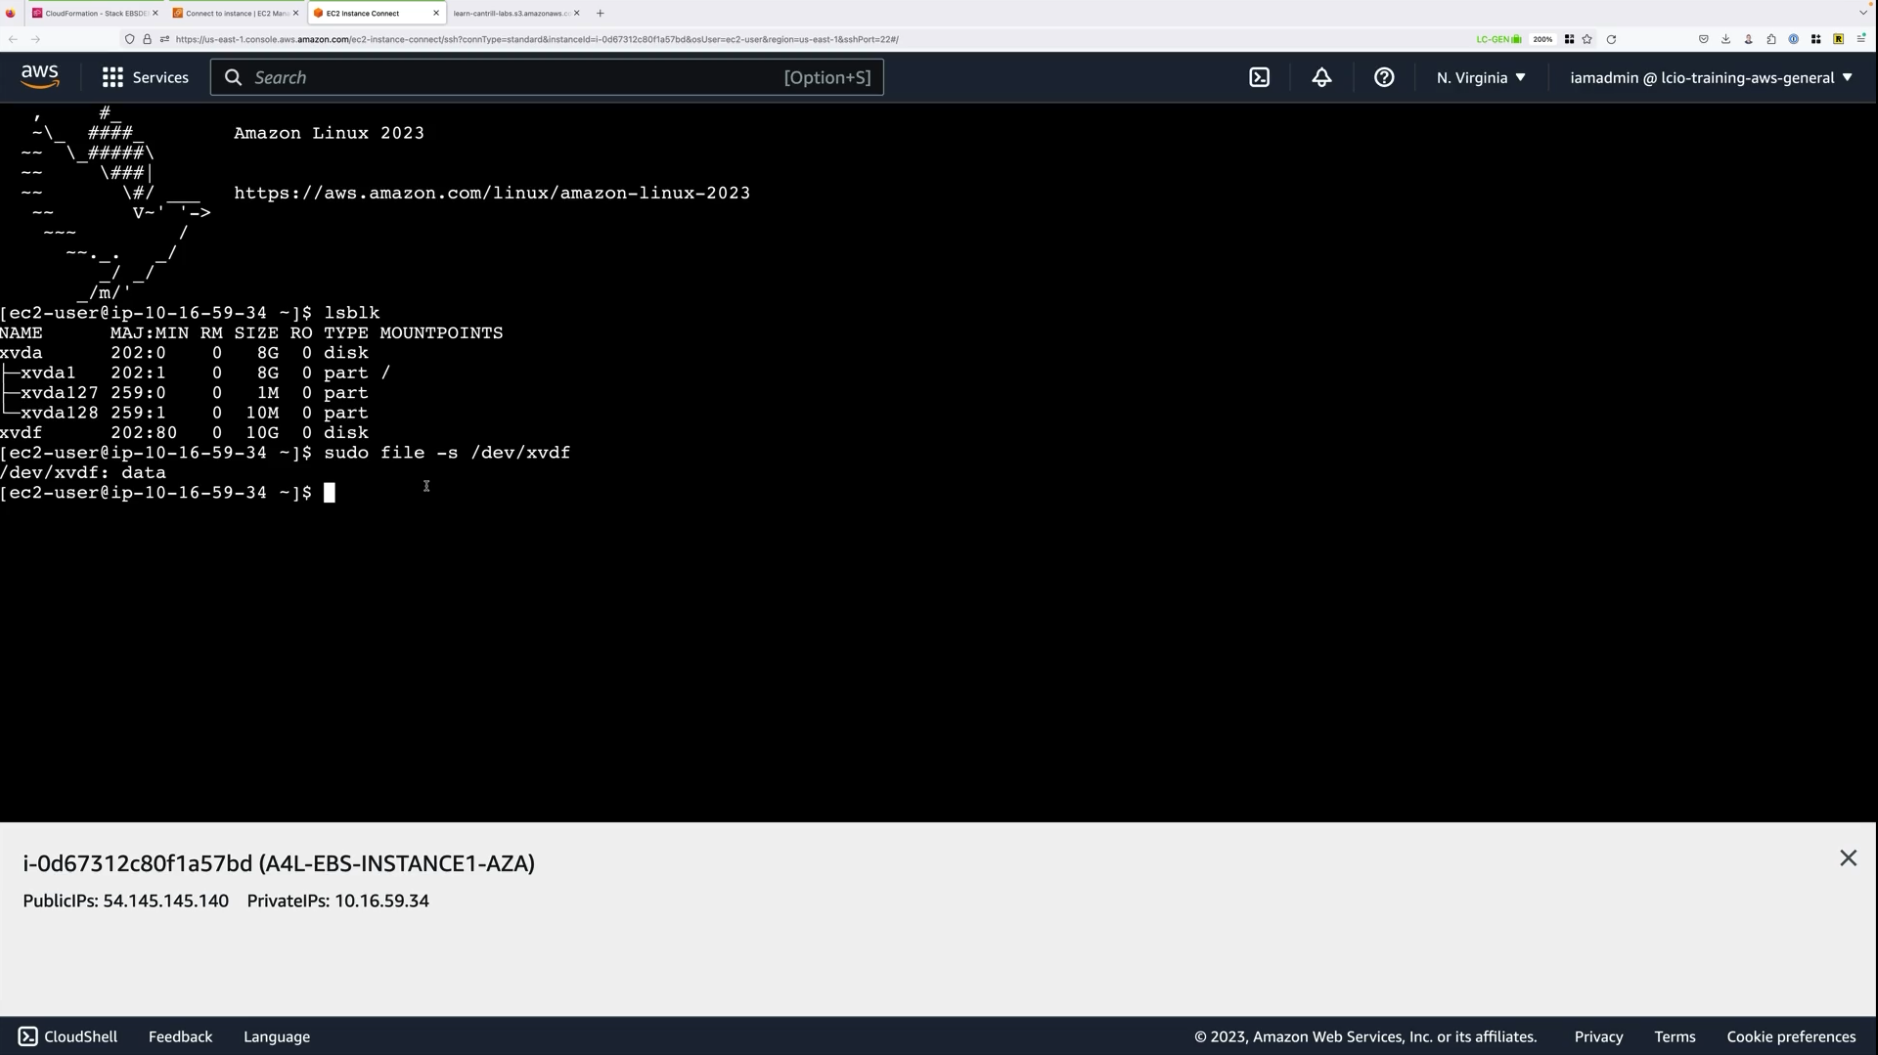 CloudFormation - Stack EBSDE
Connect to instance | EC2 Mana
EC2 Instance Connect
learn-cantrill-labs.s3.amazonaws.c
https://us-east-1.console.aws.amazon.com/ec2-instance-connect/ssh?connType=standard&instanceId=i-0d67312c80f1a57bd&osUser=ec2-user&region=us-east-1&sshPort=22#/
LC-GEN
200%
aws
Services
Search
[Option+S]
N. Virginia
iamadmin @ lcio-training-aws-general
   ,     #_
   ~\_  ####_        Amazon Linux 2023
  ~~  \_#####\
  ~~     \###|
  ~~       \#/ ___   https://aws.amazon.com/linux/amazon-linux-2023
   ~~       V~' '->
    ~~~         /
      ~~._.   _/
         _/ _/
       _/m/'
[ec2-user@ip-10-16-59-34 ~]$ lsblk
NAME      MAJ:MIN RM SIZE RO TYPE MOUNTPOINTS
xvda      202:0    0   8G  0 disk
├─xvda1   202:1    0   8G  0 part /
├─xvda127 259:0    0   1M  0 part
└─xvda128 259:1    0  10M  0 part
xvdf      202:80   0  10G  0 disk
[ec2-user@ip-10-16-59-34 ~]$ sudo file -s /dev/xvdf
/dev/xvdf: data
[ec2-user@ip-10-16-59-34 ~]$
i-0d67312c80f1a57bd (A4L-EBS-INSTANCE1-AZA)
PublicIPs: 54.145.145.140 PrivateIPs: 10.16.59.34
CloudShell
Feedback
Language
© 2023, Amazon Web Services, Inc. or its affiliates.
Privacy
Terms
Cookie preferences